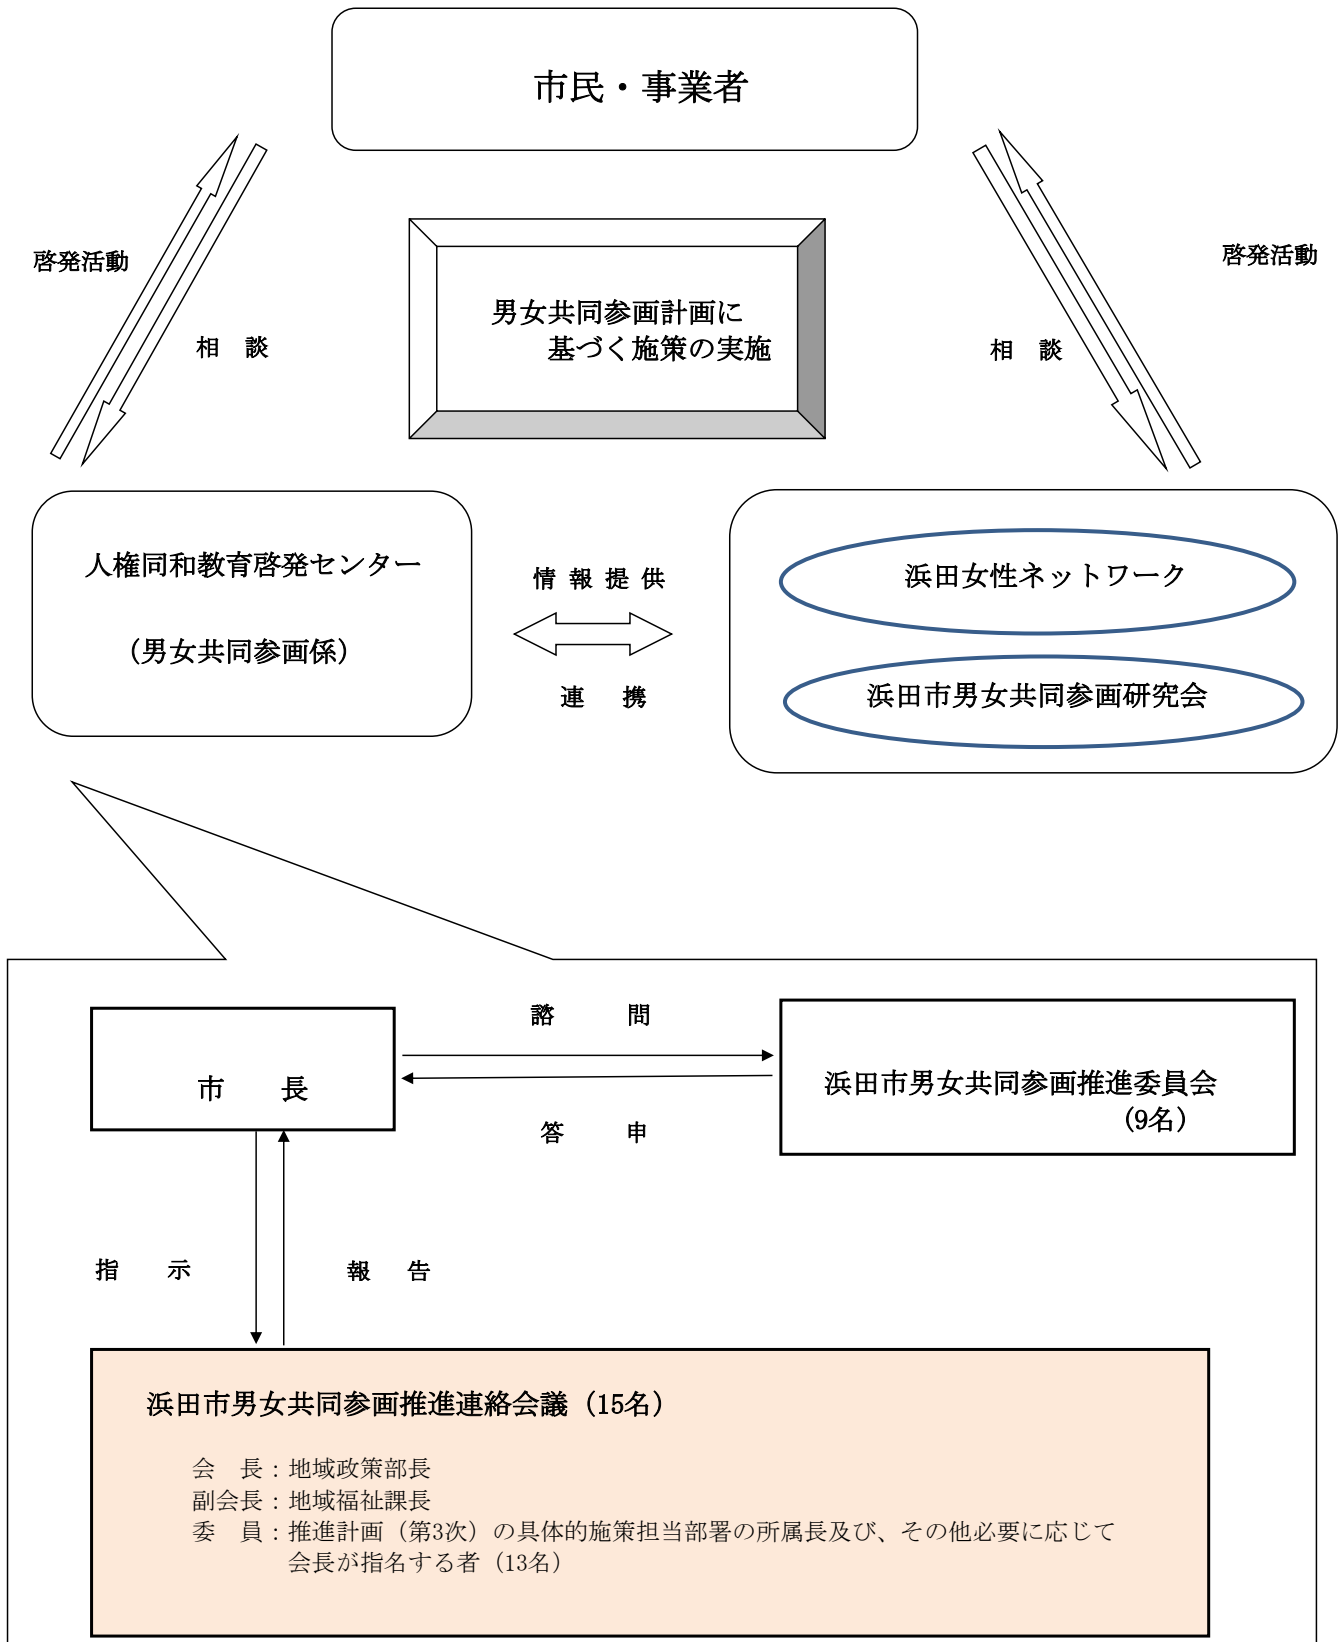 市民・事業者
啓発活動
啓発活動
男女共同参画計画に
基づく施策の実施
相　談
相　談
人権同和教育啓発センター
（男女共同参画係）
情 報 提 供
連　携
浜田女性ネットワーク
浜田市男女共同参画研究会
諮　　　問
市　　長
浜田市男女共同参画推進委員会
（9名）
答　　申
指　　示
報　告
浜田市男女共同参画推進連絡会議（15名）
会　長：地域政策部長
副会長：地域福祉課長
委　員：推進計画（第3次）の具体的施策担当部署の所属長及び、その他必要に応じて
会長が指名する者（13名）